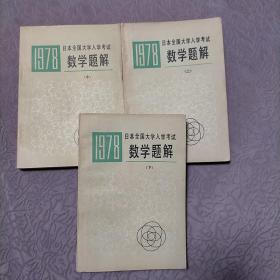 1978
日本全国大学入学考试
数学题解
(中)
1978
日本全国大学入学考试
数学题解
(二)
1978
日本全国大学入学考试
数学题解
(下)